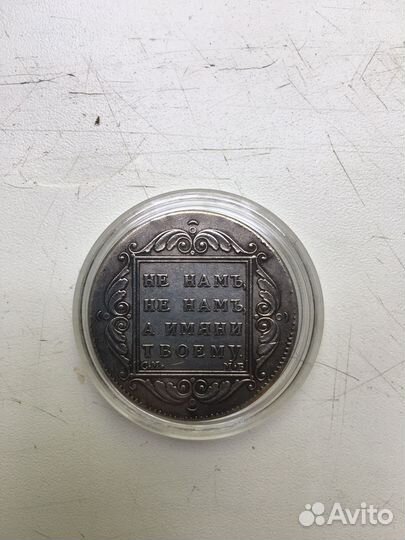 НЕ НАМЪ,
НЕ НАМЪ,
А ИМЯНИ
ТВОЕМУ.
С.М. М.Б
Avito